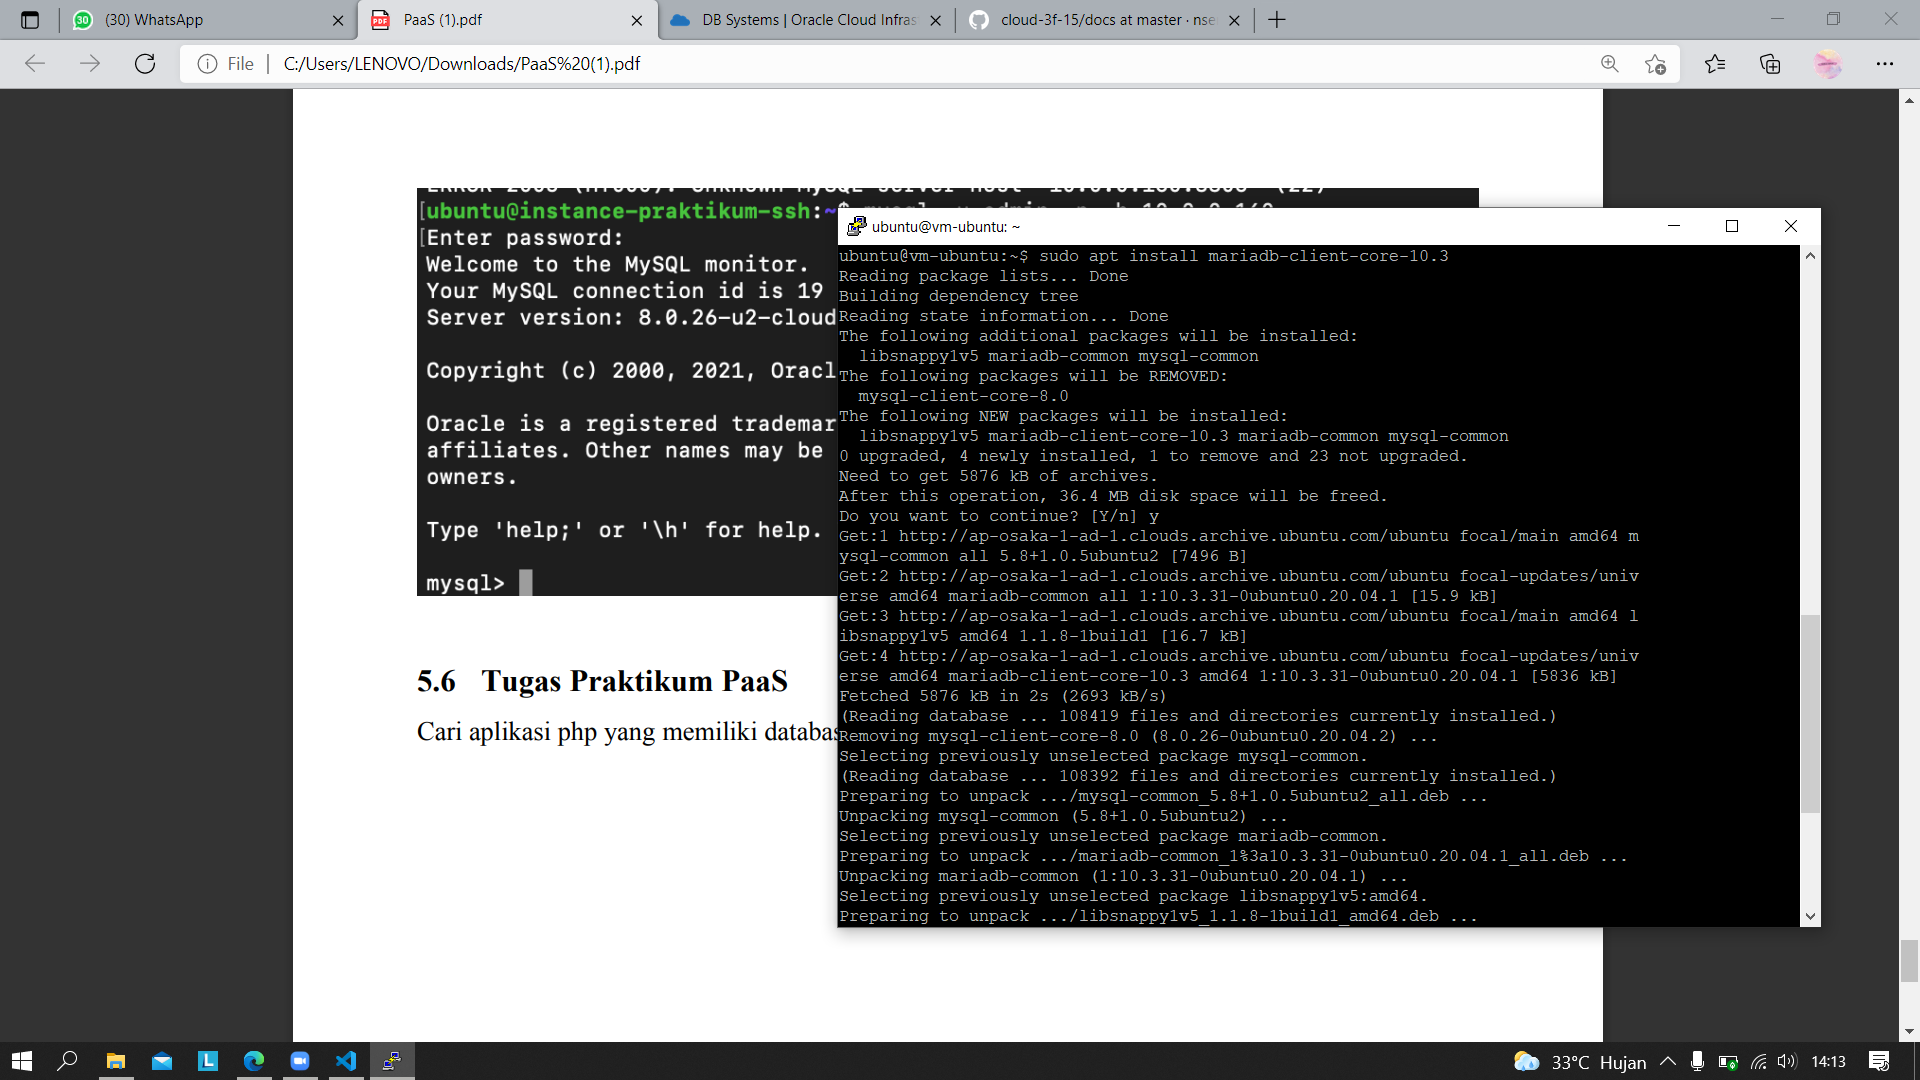 (30) WhatsApp
PaaS (1).pdf
DB Systems | Oracle Cloud Infras
cloud-3f-15/docs at master · nse
File
C:/Users/LENOVO/Downloads/PaaS%20(1).pdf
[ubuntu@instance-praktikum-ssh:~$
[Enter password:
Welcome to the MySQL monitor.
Your MySQL connection id is 19
Server version: 8.0.26-u2-cloud
Copyright (c) 2000, 2021, Oracl
Oracle is a registered trademar
affiliates. Other names may be
owners.
Type 'help;' or '\h' for help.
mysql>
5.6 Tugas Praktikum PaaS
Cari aplikasi php yang memiliki databas
ubuntu@vm-ubuntu: ~
ubuntu@vm-ubuntu:~$ sudo apt install mariadb-client-core-10.3
Reading package lists... Done
Building dependency tree
Reading state information... Done
The following additional packages will be installed:
libsnappy1v5 mariadb-common mysql-common
The following packages will be REMOVED:
mysql-client-core-8.0
The following NEW packages will be installed:
libsnappy1v5 mariadb-client-core-10.3 mariadb-common mysql-common
0 upgraded, 4 newly installed, 1 to remove and 23 not upgraded.
Need to get 5876 kB of archives.
After this operation, 36.4 MB disk space will be freed.
Do you want to continue? [Y/n] y
Get:1 http://ap-osaka-1-ad-1.clouds.archive.ubuntu.com/ubuntu focal/main amd64 m
ysql-common all 5.8+1.0.5ubuntu2 [7496 B]
Get:2 http://ap-osaka-1-ad-1.clouds.archive.ubuntu.com/ubuntu focal-updates/univ
erse amd64 mariadb-common all 1:10.3.31-0ubuntu0.20.04.1 [15.9 kB]
Get:3 http://ap-osaka-1-ad-1.clouds.archive.ubuntu.com/ubuntu focal/main amd64 l
ibsnappy1v5 amd64 1.1.8-1build1 [16.7 kB]
Get:4 http://ap-osaka-1-ad-1.clouds.archive.ubuntu.com/ubuntu focal-updates/univ
erse amd64 mariadb-client-core-10.3 amd64 1:10.3.31-0ubuntu0.20.04.1 [5836 kB]
Fetched 5876 kB in 2s (2693 kB/s)
(Reading database ... 108419 files and directories currently installed.)
Removing mysql-client-core-8.0 (8.0.26-0ubuntu0.20.04.2) ...
Selecting previously unselected package mysql-common.
(Reading database ... 108392 files and directories currently installed.)
Preparing to unpack .../mysql-common_5.8+1.0.5ubuntu2_all.deb ...
Unpacking mysql-common (5.8+1.0.5ubuntu2) ...
Selecting previously unselected package mariadb-common.
Preparing to unpack .../mariadb-common_1%3a10.3.31-0ubuntu0.20.04.1_all.deb ...
Unpacking mariadb-common (1:10.3.31-0ubuntu0.20.04.1) ...
Selecting previously unselected package libsnappy1v5:amd64.
Preparing to unpack .../libsnappy1v5_1.1.8-1build1_amd64.deb ...
33°C Hujan
14:13